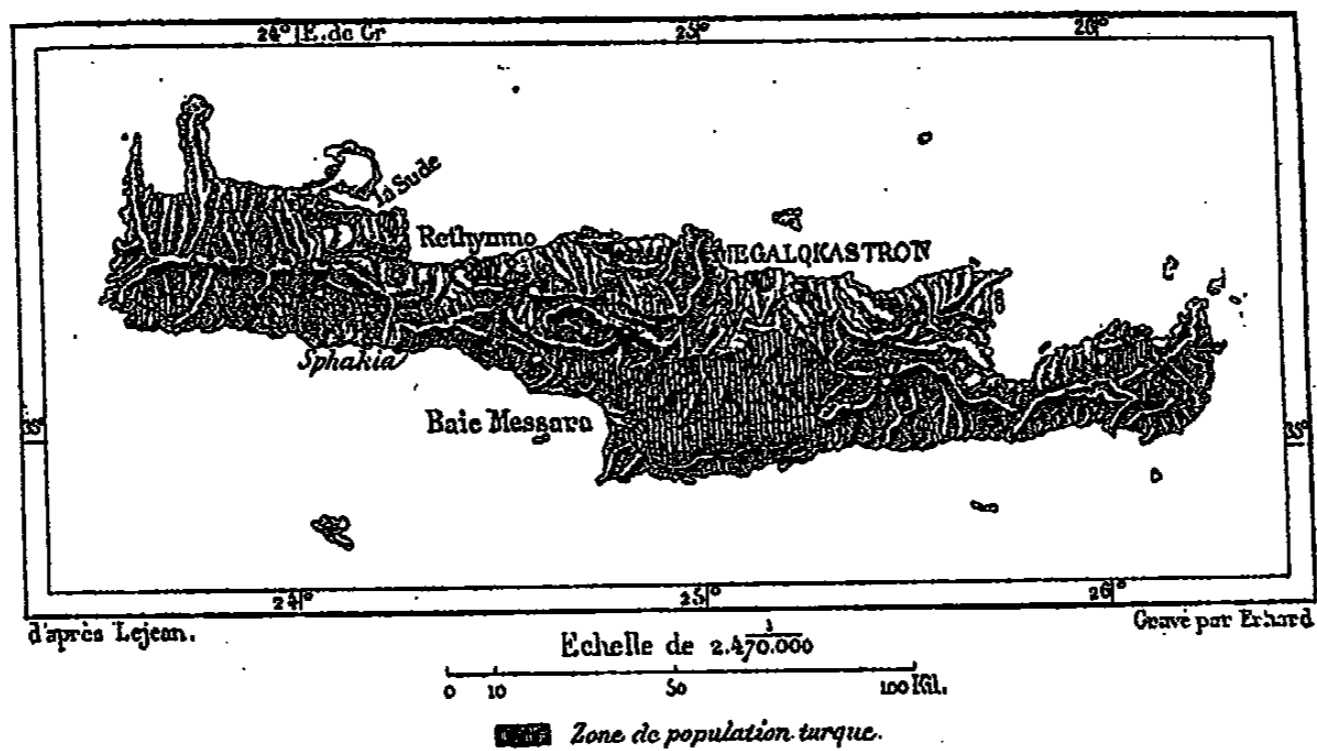 24° E. de Gr 25° 26°
la Sude
Rethymno
MEGALOKASTRON
Sphakia
Baie Messara
35° 35°
24° 25° 26°
d'après Lejean. Gravé par Erhard
Echelle de 1/2.470.000
0 10 50 100 Kil.
Zone de population turque.